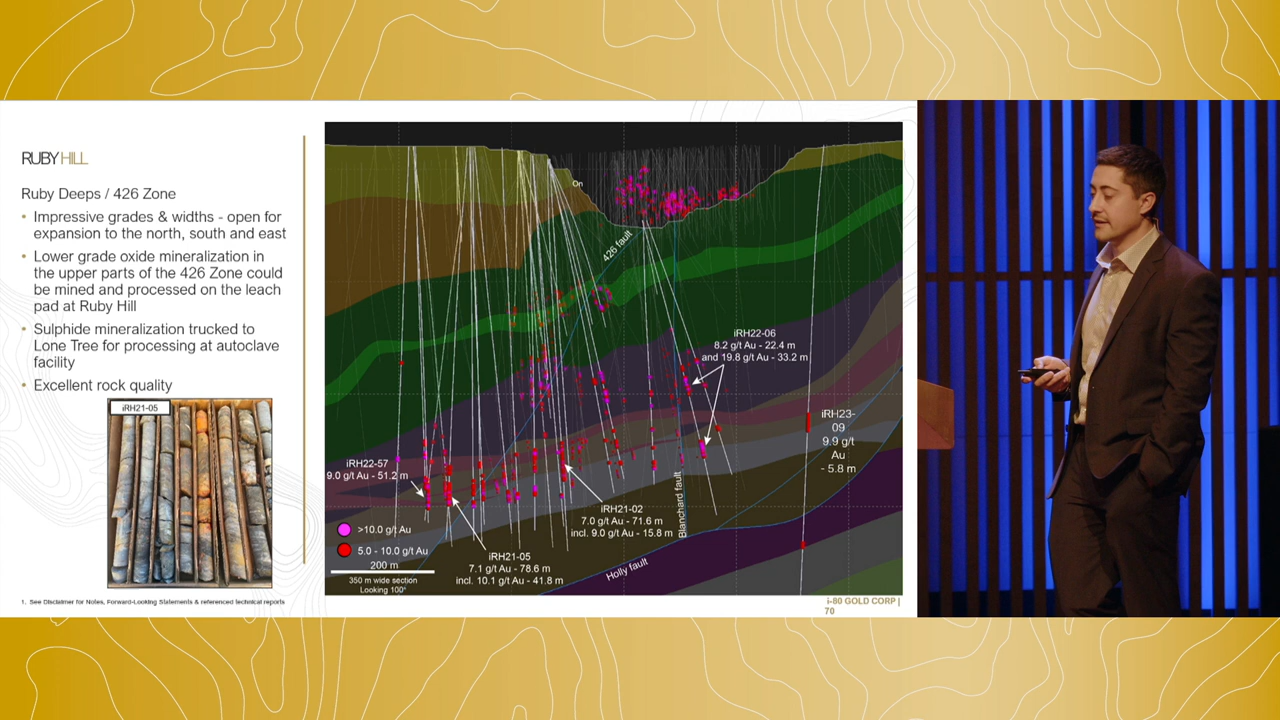 RUBY HILL
Ruby Deeps / 426 Zone
• Impressive grades & widths - open for
expansion to the north, south and east
• Lower grade oxide mineralization in
the upper parts of the 426 Zone could
be mined and processed on the leach
pad at Ruby Hill
• Sulphide mineralization trucked to
Lone Tree for processing at autoclave
facility
• Excellent rock quality
iRH21-05
1. See Disclaimer for Notes, Forward-Looking Statements & referenced technical reports
On
426 fault
iRH22-06
8.2 g/t Au - 22.4 m
and 19.8 g/t Au - 33.2 m
iRH23-
09
9.9 g/t
Au
- 5.8 m
iRH22-57
9.0 g/t Au - 51.2 m
iRH21-02
7.0 g/t Au - 71.6 m
incl. 9.0 g/t Au - 15.8 m
Blanchard fault
iRH21-05
7.1 g/t Au - 78.6 m
incl. 10.1 g/t Au - 41.8 m
Holly fault
>10.0 g/t Au
5.0 - 10.0 g/t Au
200 m
350 m wide section
Looking 100°
i-80 GOLD CORP |
70